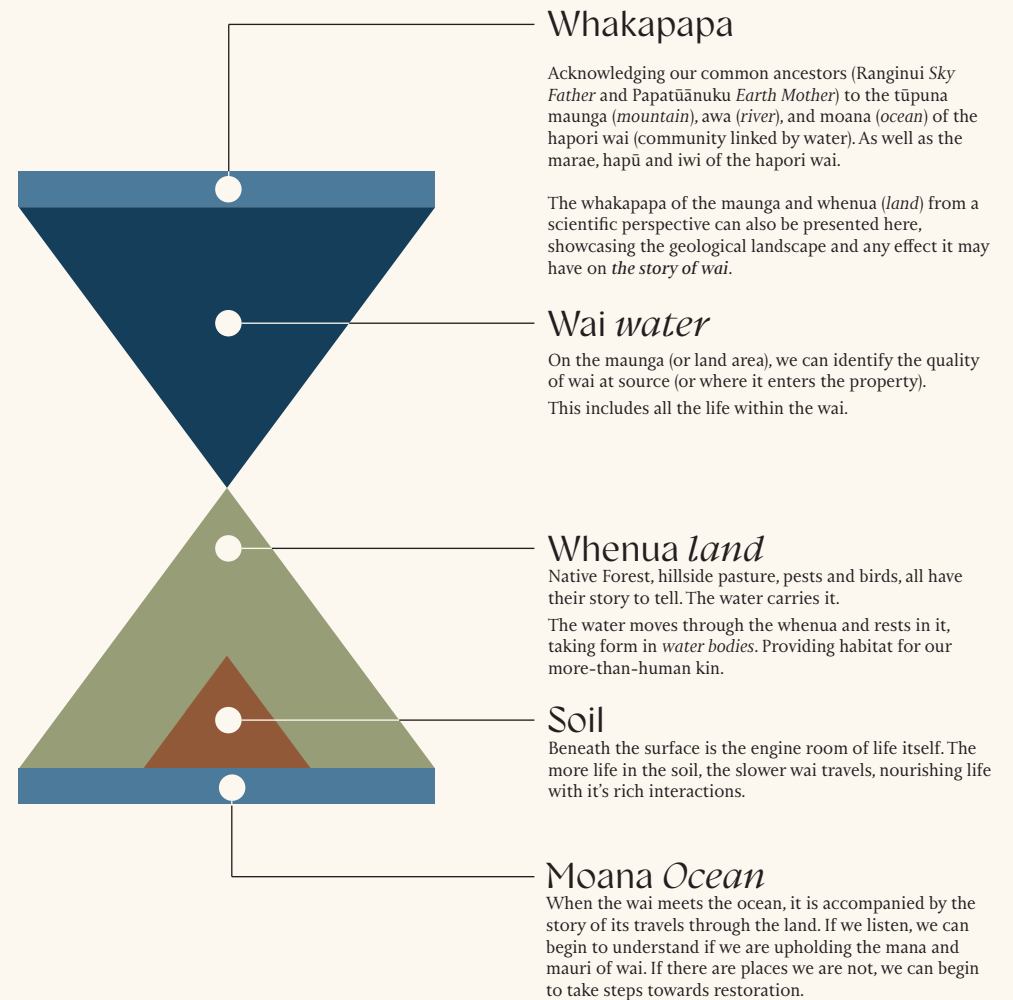 Whakapapa
Acknowledging our common ancestors (Ranginui Sky
Father and Papatūānuku Earth Mother) to the tūpuna
maunga (mountain), awa (river), and moana (ocean) of the
hapori wai (community linked by water). As well as the
marae, hapū and iwi of the hapori wai.
The whakapapa of the maunga and whenua (land) from a
scientific perspective can also be presented here,
showcasing the geological landscape and any effect it may
have on the story of wai.
Wai water
On the maunga (or land area), we can identify the quality
of wai at source (or where it enters the property).
This includes all the life within the wai.
Whenua land
Native Forest, hillside pasture, pests and birds, all have
their story to tell. The water carries it.
The water moves through the whenua and rests in it,
taking form in water bodies. Providing habitat for our
more-than-human kin.
Soil
Beneath the surface is the engine room of life itself. The
more life in the soil, the slower wai travels, nourishing life
with it's rich interactions.
Moana Ocean
When the wai meets the ocean, it is accompanied by the
story of its travels through the land. If we listen, we can
begin to understand if we are upholding the mana and
mauri of wai. If there are places we are not, we can begin
to take steps towards restoration.